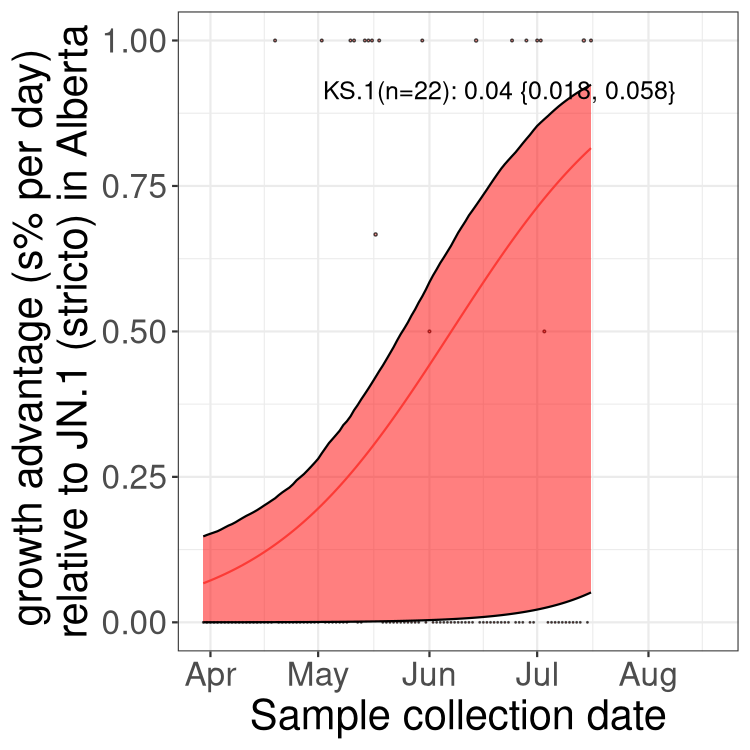 growth advantage (s% per day)
relative to JN.1 (stricto) in Alberta
1.00
0.75
0.50
0.25
0.00
KS.1(n=22): 0.04 {0.018, 0.058}
Apr May Jun Jul Aug
Sample collection date